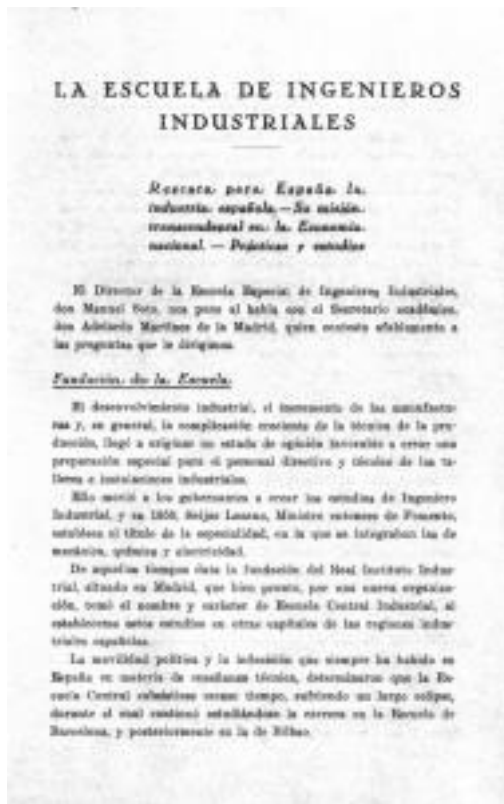 LA ESCUELA DE INGENIEROS
INDUSTRIALES
Rescata para España la
industria española.—Su misión
transcendental en la Economía
nacional.—Prácticas y estudios
El Director de la Escuela Especial de Ingenieros Industriales,
don Manuel Soto, nos pone al habla con el Secretario académico,
don Adelardo Martínez de la Madrid, quien contesta afablemente a
las preguntas que le dirigimos.
Fundación de la Escuela
El desenvolvimiento industrial, el incremento de las manufactu-
ras y, en general, la complicación creciente de la técnica de la pro-
ducción, llegó a originar un estado de opinión favorable a crear una
preparación especial para el personal directivo y técnico de los ta-
lleres e instalaciones industriales.
Ello movió a los gobernantes a crear los estudios de Ingeniero
Industrial, y en 1850, Seijas Lozano, Ministro entonces de Fomento,
establece el título de la especialidad, en la que se integraban las de
mecánica, química y electricidad.
De aquellos tiempos data la fundación del Real Instituto Indus-
trial, situado en Madrid, que bien pronto, por una nueva organiza-
ción, tomó el nombre y carácter de Escuela Central Industrial, al
establecerse estos estudios en otras capitales de las regiones indus-
triales españolas.
La movilidad política y la indecisión que siempre ha habido en
España en materia de enseñanza técnica, determinaron que la Es-
cuela Central subsistiese escaso tiempo, sufriendo un largo eclipse,
durante el cual continuó estudiándose la carrera en la Escuela de
Barcelona, y posteriormente en la de Bilbao.